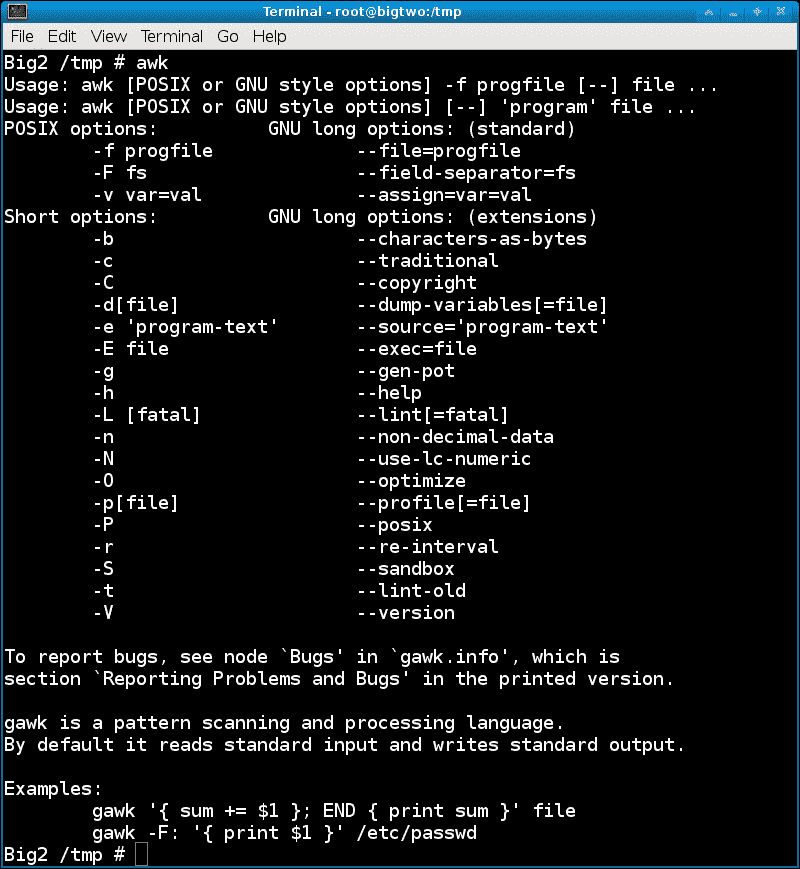 Terminal - root@bigtwo:/tmp
File Edit View Terminal Go Help
Big2 /tmp # awk
Usage: awk [POSIX or GNU style options] -f progfile [--] file ...
Usage: awk [POSIX or GNU style options] [--] 'program' file ...
POSIX options:          GNU long options: (standard)
        -f progfile             --file=progfile
        -F fs                   --field-separator=fs
        -v var=val              --assign=var=val
Short options:          GNU long options: (extensions)
        -b                      --characters-as-bytes
        -c                      --traditional
        -C                      --copyright
        -d[file]                --dump-variables[=file]
        -e 'program-text'       --source='program-text'
        -E file                 --exec=file
        -g                      --gen-pot
        -h                      --help
        -L [fatal]              --lint[=fatal]
        -n                      --non-decimal-data
        -N                      --use-lc-numeric
        -O                      --optimize
        -p[file]                --profile[=file]
        -P                      --posix
        -r                      --re-interval
        -S                      --sandbox
        -t                      --lint-old
        -V                      --version

To report bugs, see node `Bugs' in `gawk.info', which is
section `Reporting Problems and Bugs' in the printed version.

gawk is a pattern scanning and processing language.
By default it reads standard input and writes standard output.

Examples:
        gawk '{ sum += $1 }; END { print sum }' file
        gawk -F: '{ print $1 }' /etc/passwd
Big2 /tmp #